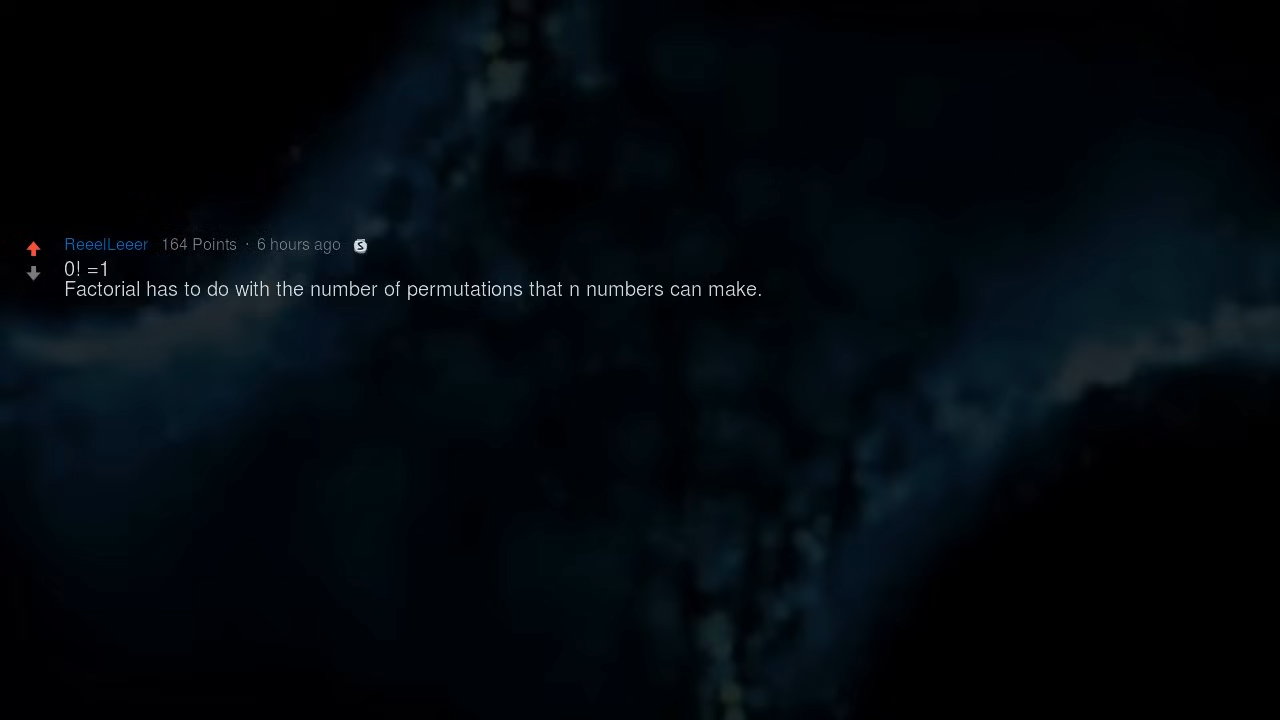 ReeelLeeer 164 Points · 6 hours ago S
0! =1
Factorial has to do with the number of permutations that n numbers can make.